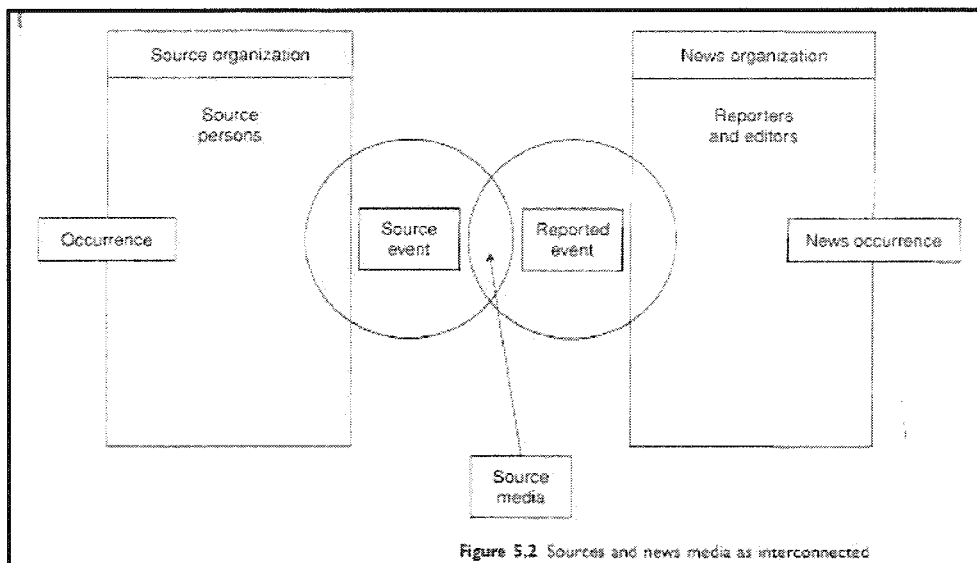 Source organization
News organization
Source
persons
Reporters
and editors
Occurrence
Source
event
Reported
event
News occurrence
Source
media
Figure 5.2 Sources and news media as interconnected